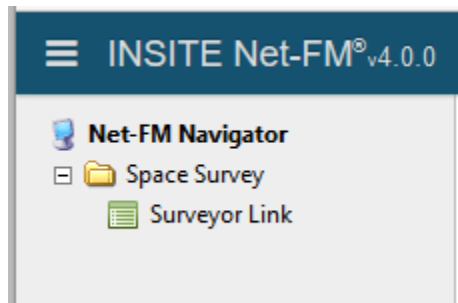 INSITE Net-FM®v4.0.0
Net-FM Navigator
Space Survey
Surveyor Link